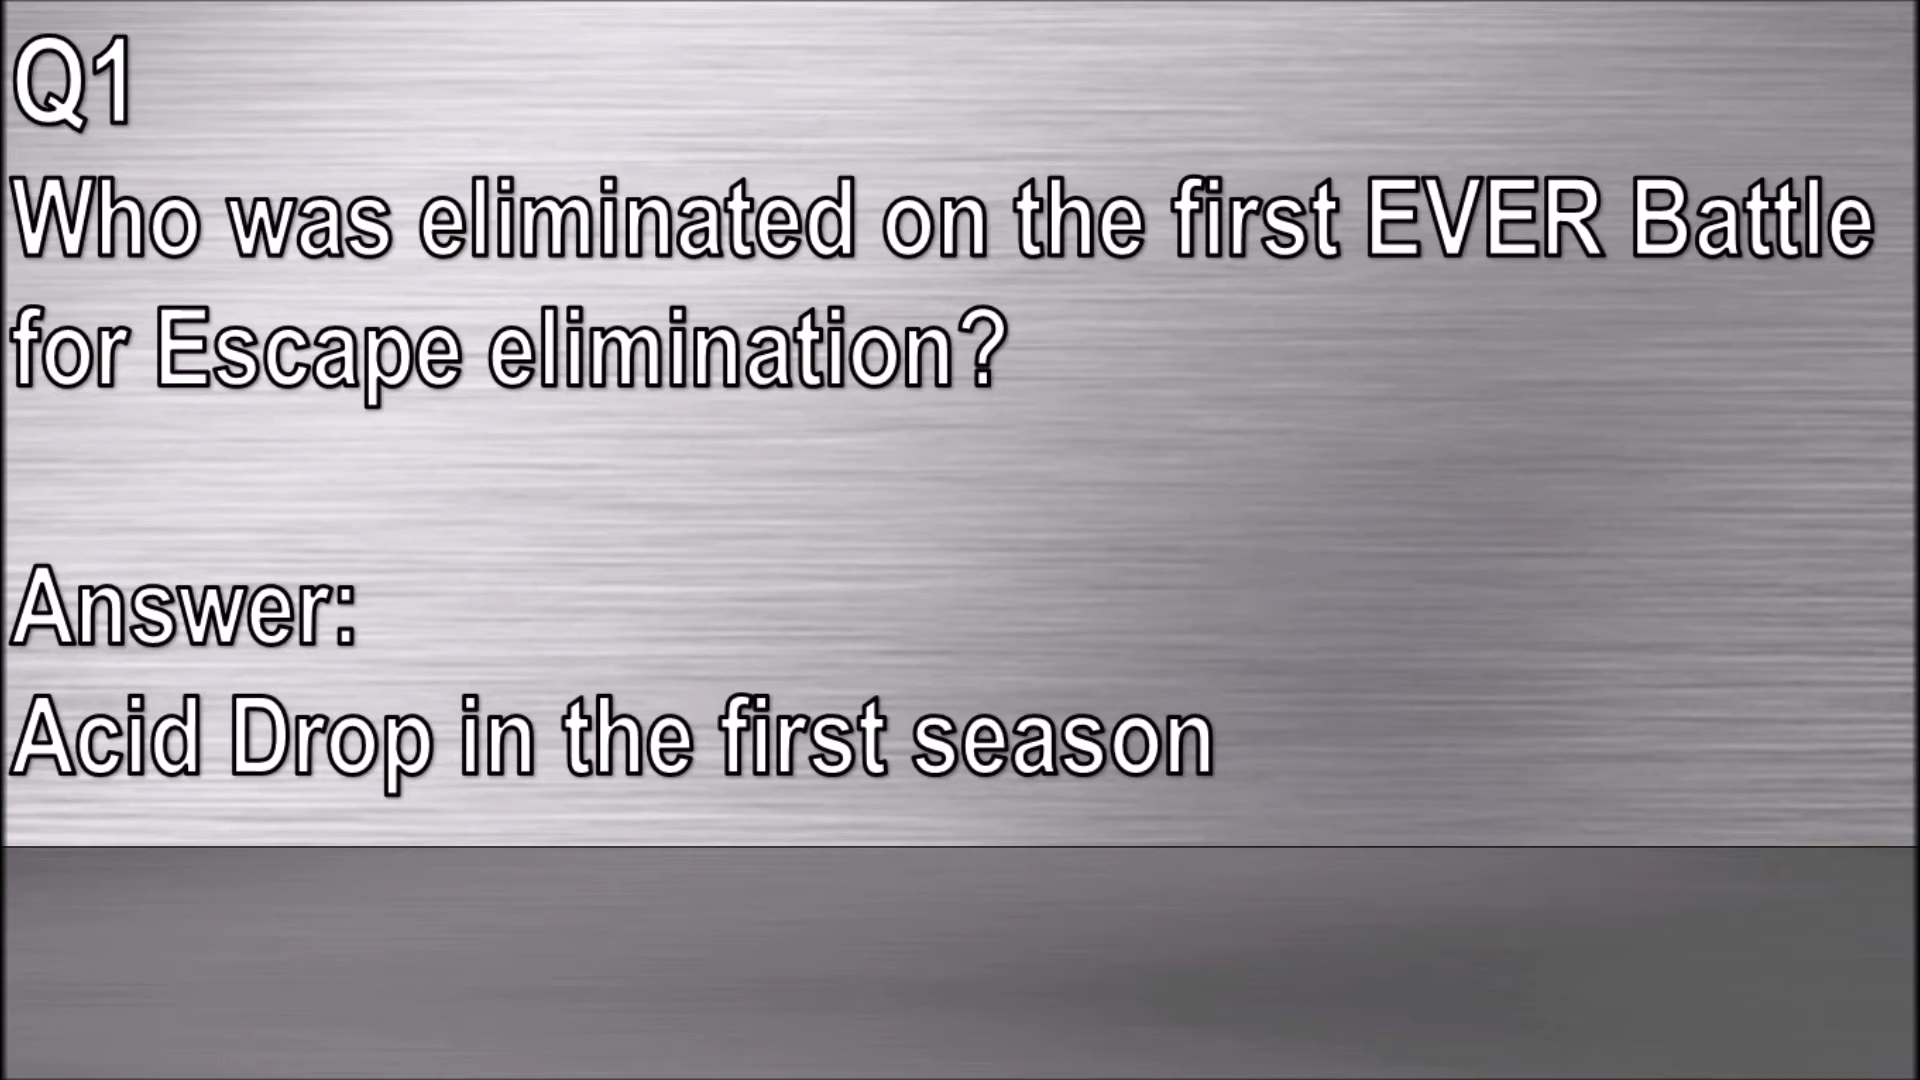 Q1
Who was eliminated on the first EVER Battle
for Escape elimination?
Answer:
Acid Drop in the first season